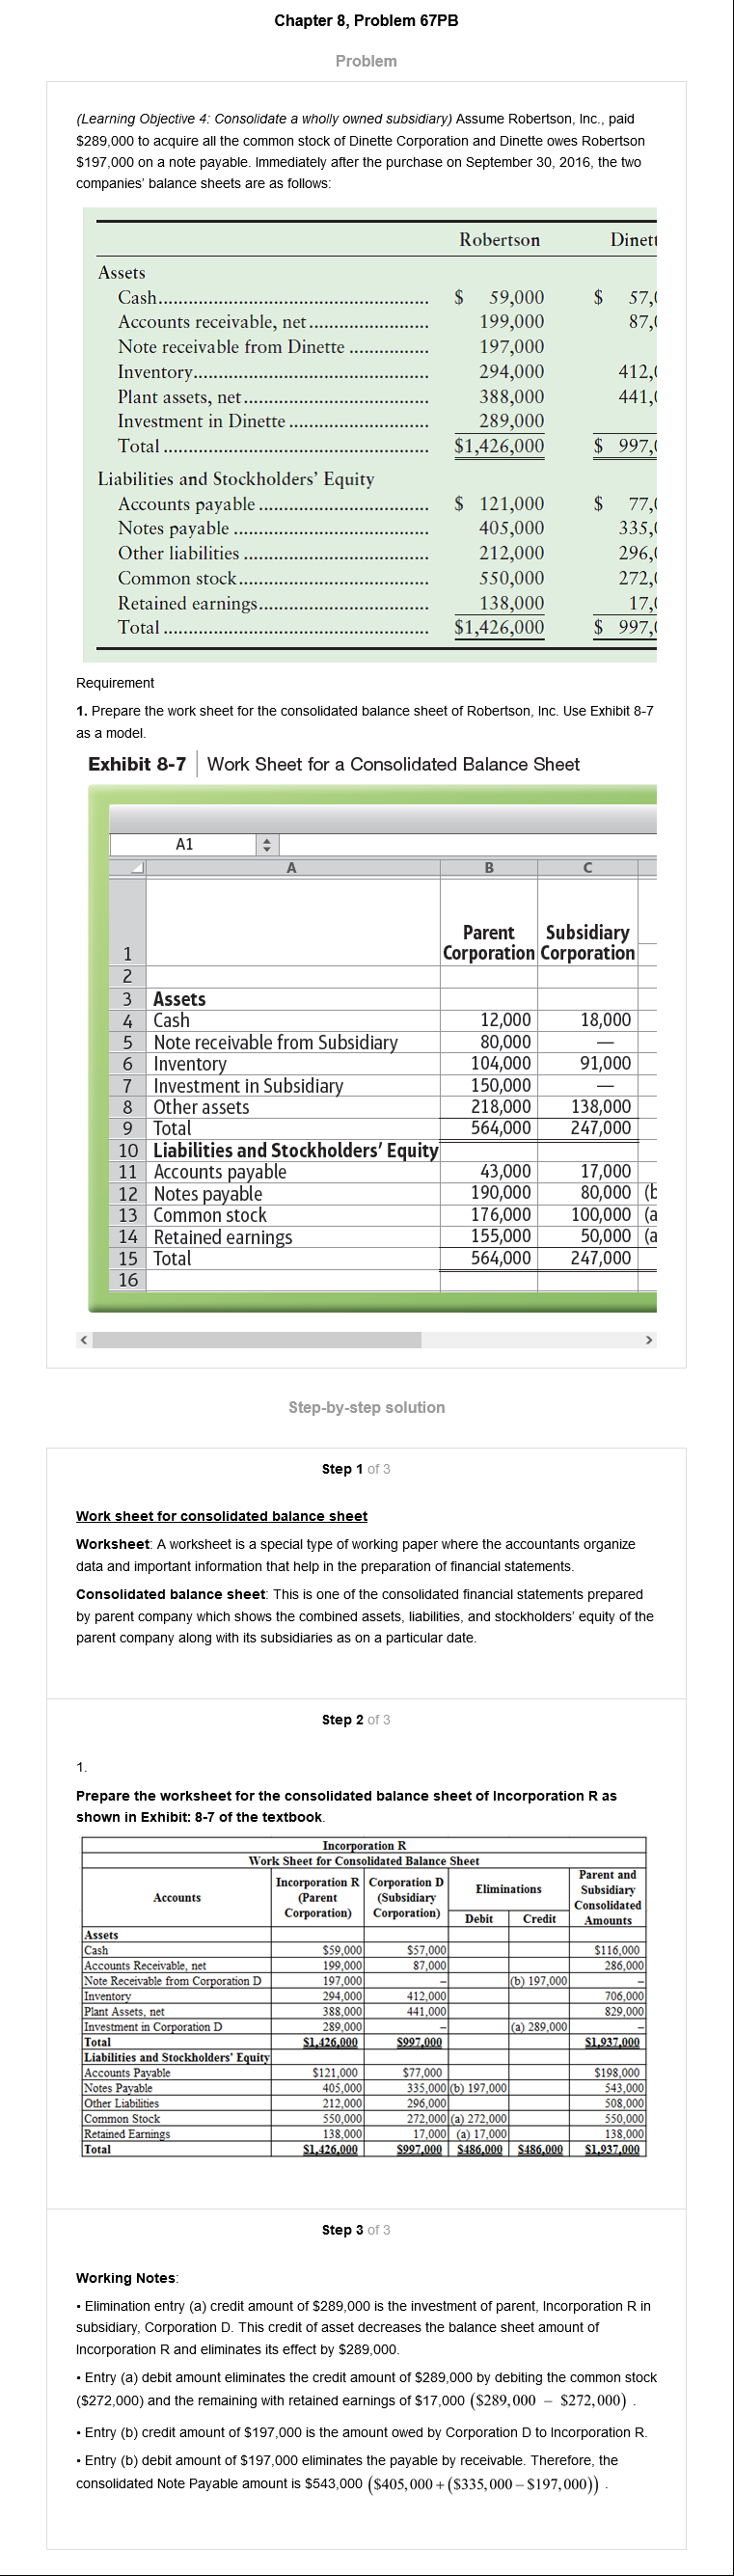 Chapter 8, Problem 67PB
Problem
(Learning Objective 4: Consolidate a wholly owned subsidiary) Assume Robertson, Inc., paid
$289,000 to acquire all the common stock of Dinette Corporation and Dinette owes Robertson
$197,000 on a note payable. Immediately after the purchase on September 30, 2016, the two
companies' balance sheets are as follows:
Robertson Dinett
Assets
Cash.................................................... $ 59,000 $ 57,0
Accounts receivable, net....................... 199,000 87,0
Note receivable from Dinette ............... 197,000
Inventory.............................................. 294,000 412,0
Plant assets, net.................................... 388,000 441,0
Investment in Dinette ........................... 289,000
Total .................................................... $1,426,000 $ 997,0
Liabilities and Stockholders' Equity
Accounts payable ................................. $ 121,000 $ 77,0
Notes payable ...................................... 405,000 335,0
Other liabilities .................................... 212,000 296,0
Common stock..................................... 550,000 272,0
Retained earnings................................. 138,000 17,0
Total .................................................... $1,426,000 $ 997,0
Requirement
1. Prepare the work sheet for the consolidated balance sheet of Robertson, Inc. Use Exhibit 8-7
as a model.
Exhibit 8-7 Work Sheet for a Consolidated Balance Sheet
A1
A B C
Parent Subsidiary
1 Corporation Corporation
2
3 Assets
4 Cash 12,000 18,000
5 Note receivable from Subsidiary 80,000 —
6 Inventory 104,000 91,000
7 Investment in Subsidiary 150,000 —
8 Other assets 218,000 138,000
9 Total 564,000 247,000
10 Liabilities and Stockholders' Equity
11 Accounts payable 43,000 17,000
12 Notes payable 190,000 80,000 (b
13 Common stock 176,000 100,000 (a
14 Retained earnings 155,000 50,000 (a
15 Total 564,000 247,000
16
Step-by-step solution
Step 1 of 3
Work sheet for consolidated balance sheet
Worksheet: A worksheet is a special type of working paper where the accountants organize
data and important information that help in the preparation of financial statements.
Consolidated balance sheet: This is one of the consolidated financial statements prepared
by parent company which shows the combined assets, liabilities, and stockholders' equity of the
parent company along with its subsidiaries as on a particular date.
Step 2 of 3
1.
Prepare the worksheet for the consolidated balance sheet of Incorporation R as
shown in Exhibit: 8-7 of the textbook.
Incorporation R
Work Sheet for Consolidated Balance Sheet
Accounts Incorporation R (Parent Corporation) Corporation D (Subsidiary Corporation) Eliminations Parent and Subsidiary Consolidated Amounts
Debit Credit
Assets
Cash $59,000 $57,000 $116,000
Accounts Receivable, net 199,000 87,000 286,000
Note Receivable from Corporation D 197,000 – (b) 197,000 –
Inventory 294,000 412,000 706,000
Plant Assets, net 388,000 441,000 829,000
Investment in Corporation D 289,000 – (a) 289,000 –
Total $1,426,000 $997,000 $1,937,000
Liabilities and Stockholders' Equity
Accounts Payable $121,000 $77,000 $198,000
Notes Payable 405,000 335,000 (b) 197,000 543,000
Other Liabilities 212,000 296,000 508,000
Common Stock 550,000 272,000 (a) 272,000 550,000
Retained Earnings 138,000 17,000 (a) 17,000 138,000
Total $1,426,000 $997,000 $486,000 $486,000 $1,937,000
Step 3 of 3
Working Notes:
• Elimination entry (a) credit amount of $289,000 is the investment of parent, Incorporation R in
subsidiary, Corporation D. This credit of asset decreases the balance sheet amount of
Incorporation R and eliminates its effect by $289,000.
• Entry (a) debit amount eliminates the credit amount of $289,000 by debiting the common stock
($272,000) and the remaining with retained earnings of $17,000 ($289,000 – $272,000) .
• Entry (b) credit amount of $197,000 is the amount owed by Corporation D to Incorporation R.
• Entry (b) debit amount of $197,000 eliminates the payable by receivable. Therefore, the
consolidated Note Payable amount is $543,000 ($405,000 + ($335,000 – $197,000)) .